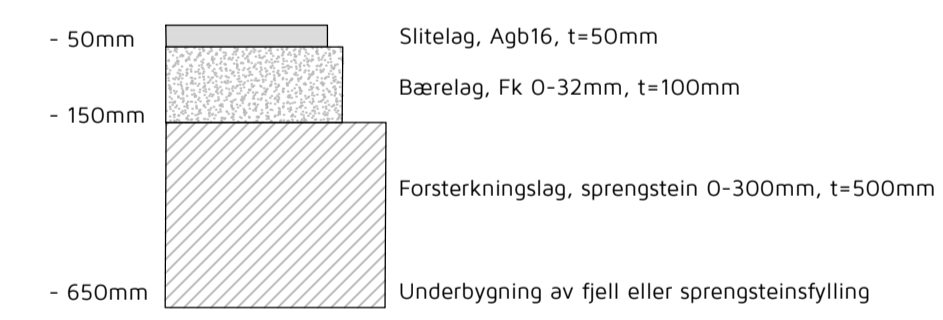 - 50mm
Slitelag, Agb16, t=50mm
Bærelag, Fk 0-32mm, t=100mm
- 150mm
Forsterkningslag, sprengstein 0-300mm, t=500mm
- 650mm
Underbygning av fjell eller sprengsteinsfylling